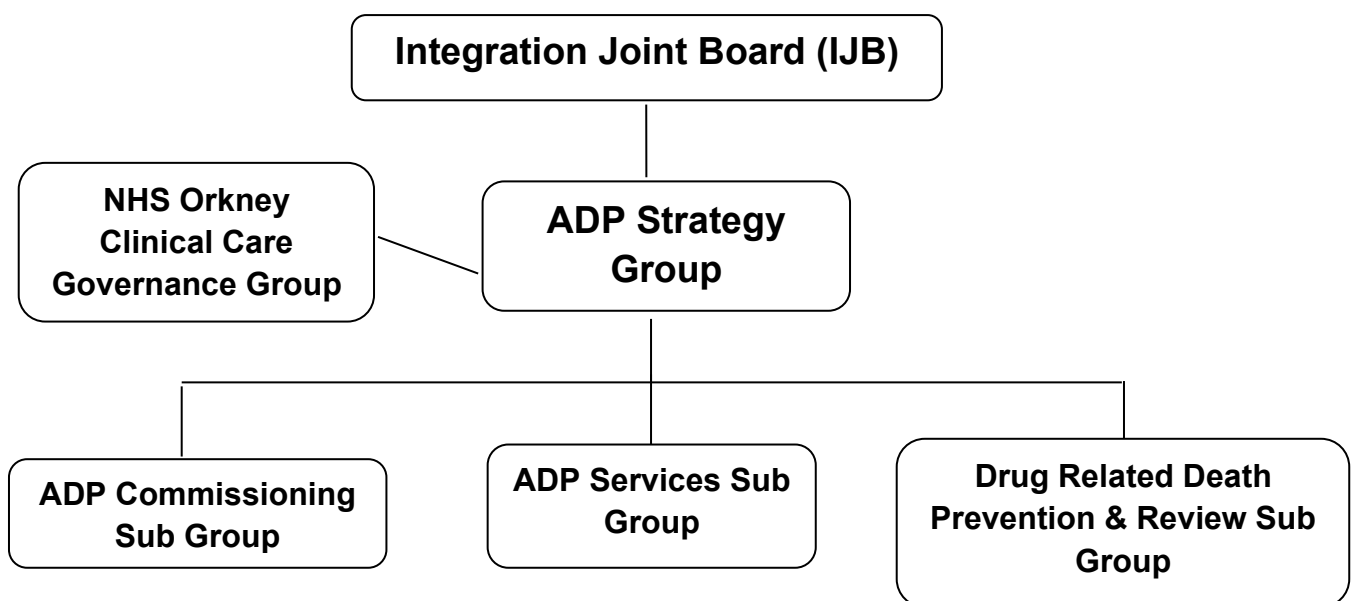 Integration Joint Board (IJB)
NHS Orkney
Clinical Care
Governance Group
ADP Strategy
Group
ADP Commissioning
Sub Group
ADP Services Sub
Group
Drug Related Death
Prevention & Review Sub
Group